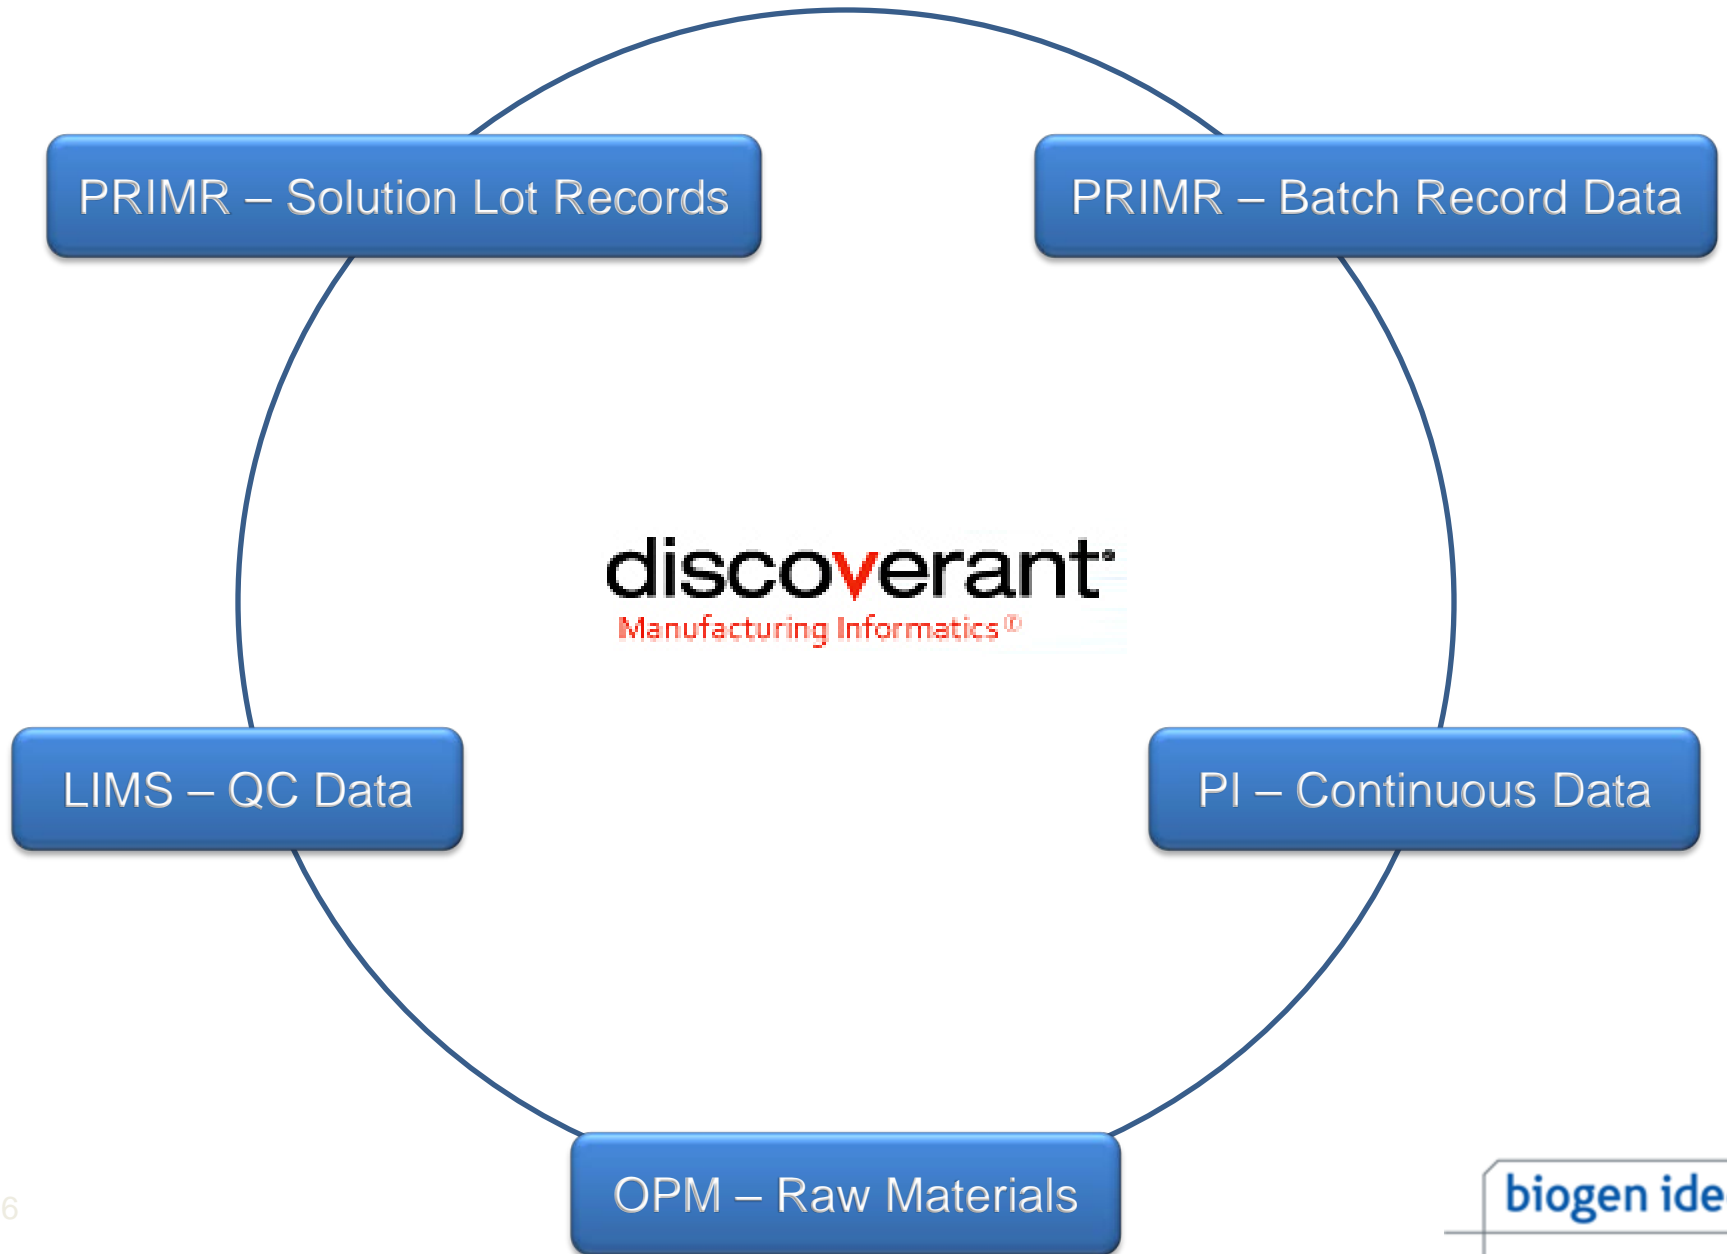 PRIMR – Solution Lot Records
PRIMR – Batch Record Data
discoverant®
Manufacturing Informatics®
LIMS – QC Data
PI – Continuous Data
OPM – Raw Materials
6
biogen ide